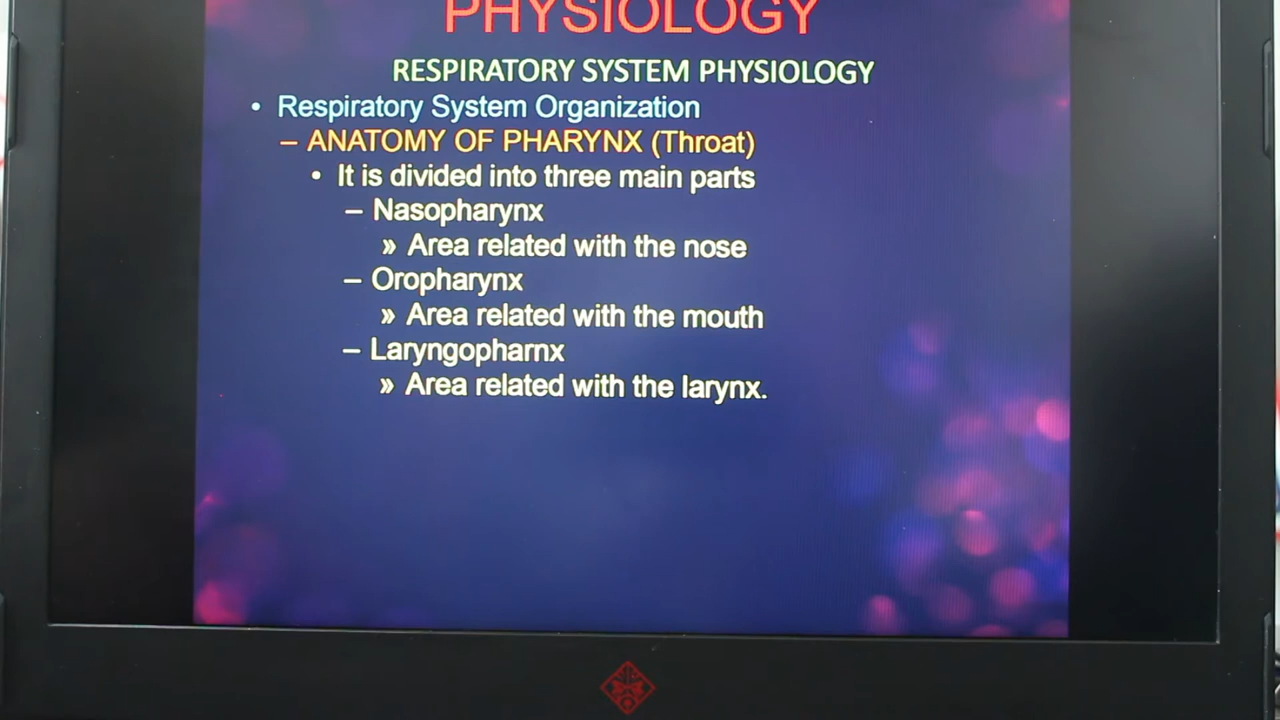 PHYSIOLOGY
RESPIRATORY SYSTEM PHYSIOLOGY
• Respiratory System Organization
– ANATOMY OF PHARYNX (Throat)
• It is divided into three main parts
– Nasopharynx
» Area related with the nose
– Oropharynx
» Area related with the mouth
– Laryngopharnx
» Area related with the larynx.